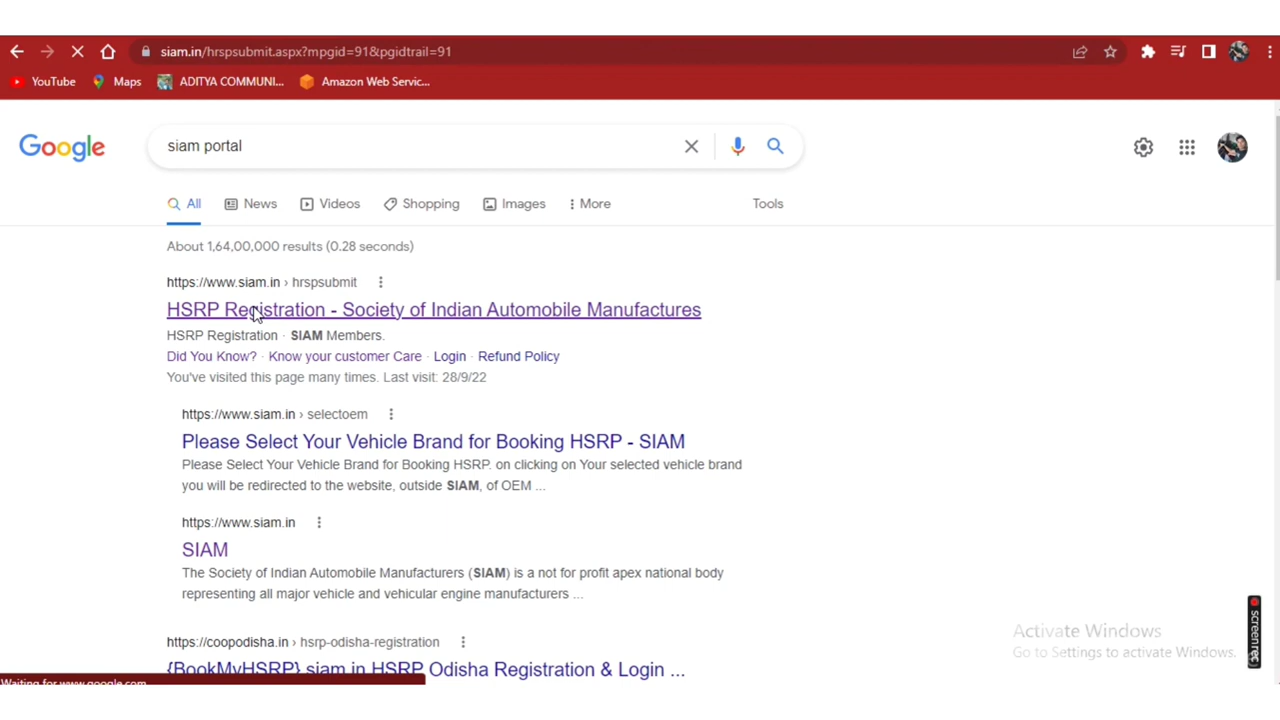 siam.in/hrspsubmit.aspx?mpgid=91&pgidtrail=91
YouTube Maps ADITYA COMMUNI... Amazon Web Servic...
Google siam portal
All News Videos Shopping Images More Tools
About 1,64,00,000 results (0.28 seconds)
https://www.siam.in › hrspsubmit
HSRP Registration - Society of Indian Automobile Manufactures
HSRP Registration · SIAM Members.
Did You Know? · Know your customer Care · Login · Refund Policy
You've visited this page many times. Last visit: 28/9/22
https://www.siam.in › selectoem
Please Select Your Vehicle Brand for Booking HSRP - SIAM
Please Select Your Vehicle Brand for Booking HSRP. on clicking on Your selected vehicle brand
you will be redirected to the website, outside SIAM, of OEM ...
https://www.siam.in
SIAM
The Society of Indian Automobile Manufacturers (SIAM) is a not for profit apex national body
representing all major vehicle and vehicular engine manufacturers ...
https://coopodisha.in › hsrp-odisha-registration
{BookMyHSRP} siam in HSRP Odisha Registration & Login ...
Activate Windows
Go to Settings to activate Windows.
screenrec
Waiting for www.google.com